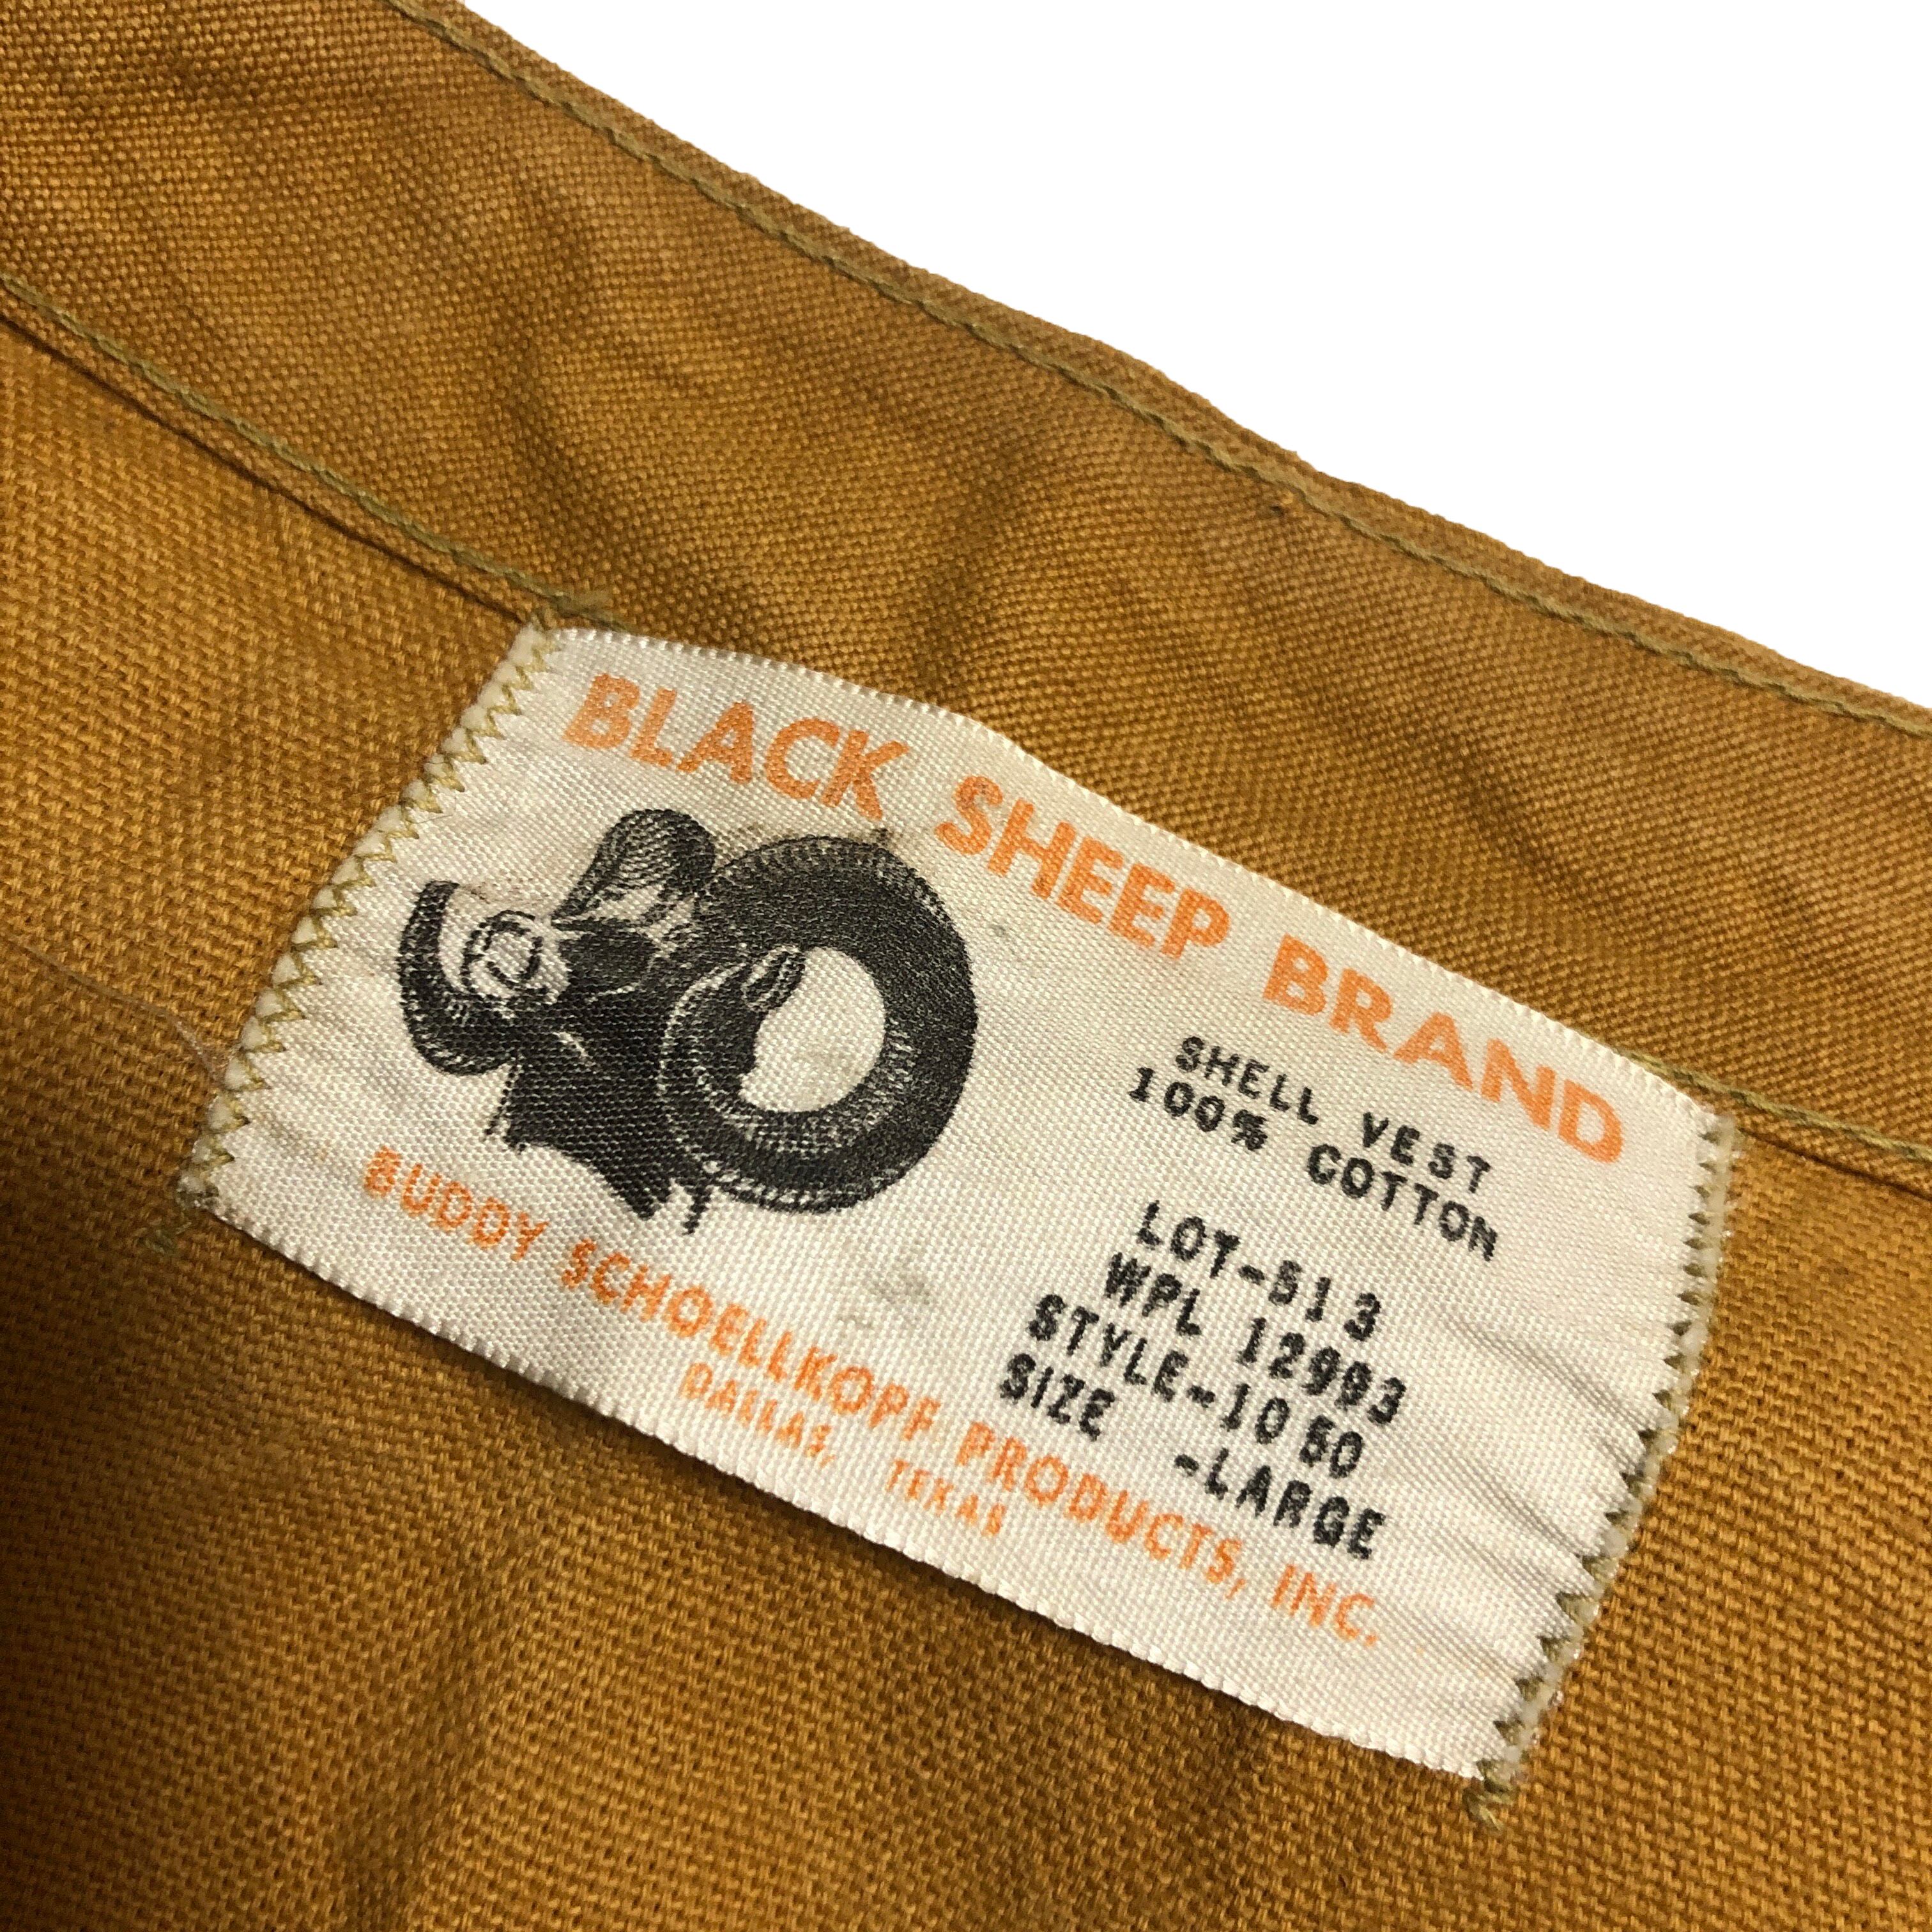 BLACK SHEEP BRAND
SHELL VEST
100% COTTON
LOT-513
WPL 12993
STYLE-1050
SIZE -LARGE
BUDDY SCHOELLKOPF PRODUCTS, INC.
DALLAS, TEXAS